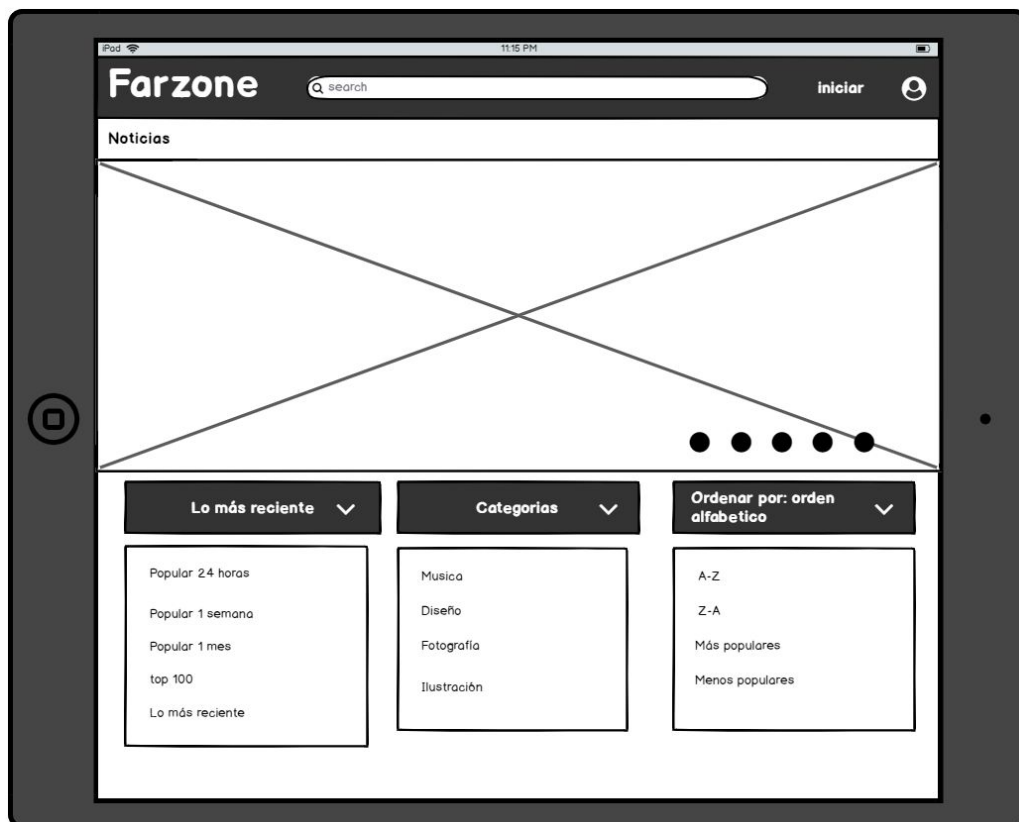 iPad 11:15 PM
Farzone search iniciar
Noticias
Lo más reciente
Popular 24 horas
Popular 1 semana
Popular 1 mes
top 100
Lo más reciente
Categorias
Musica
Diseño
Fotografía
Ilustración
Ordenar por: orden
alfabetico
A-Z
Z-A
Más populares
Menos populares